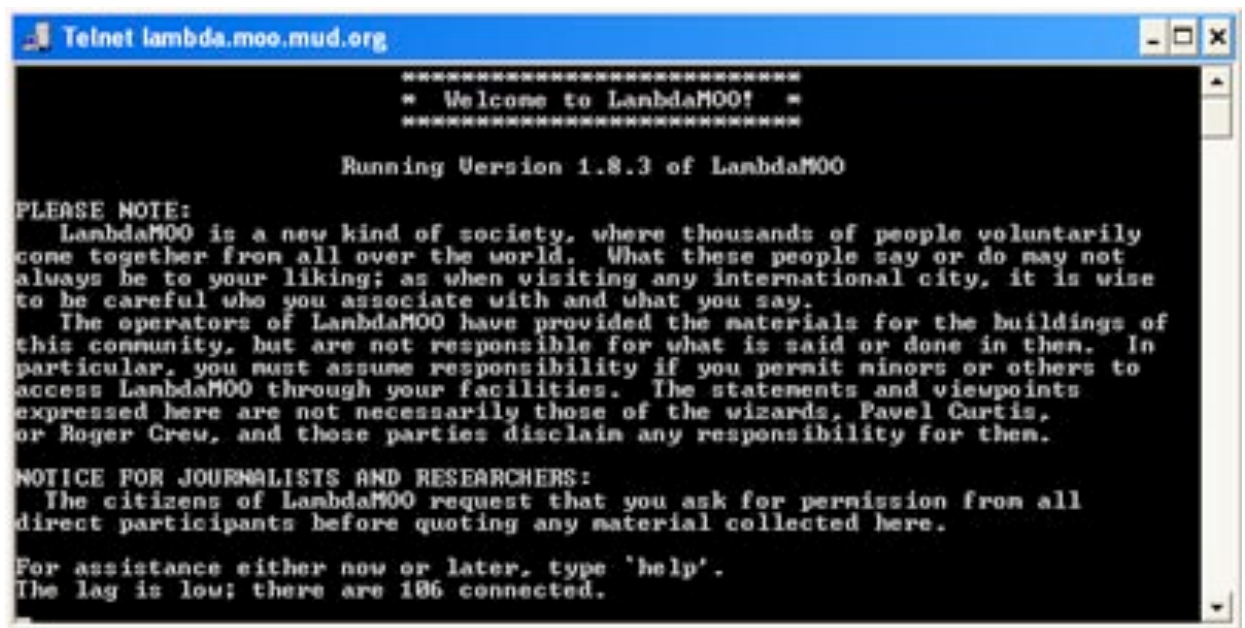 Telnet lambda.moo.mud.org
***************************
* Welcome to LambdaMOO! *
***************************
Running Version 1.8.3 of LambdaMOO
PLEASE NOTE:
LambdaMOO is a new kind of society, where thousands of people voluntarily
come together from all over the world. What these people say or do may not
always be to your liking; as when visiting any international city, it is wise
to be careful who you associate with and what you say.
The operators of LambdaMOO have provided the materials for the buildings of
this community, but are not responsible for what is said or done in them. In
particular, you must assume responsibility if you permit minors or others to
access LambdaMOO through your facilities. The statements and viewpoints
expressed here are not necessarily those of the wizards, Pavel Curtis,
or Roger Crew, and those parties disclaim any responsibility for them.
NOTICE FOR JOURNALISTS AND RESEARCHERS:
The citizens of LambdaMOO request that you ask for permission from all
direct participants before quoting any material collected here.
For assistance either now or later, type `help'.
The lag is low; there are 106 connected.